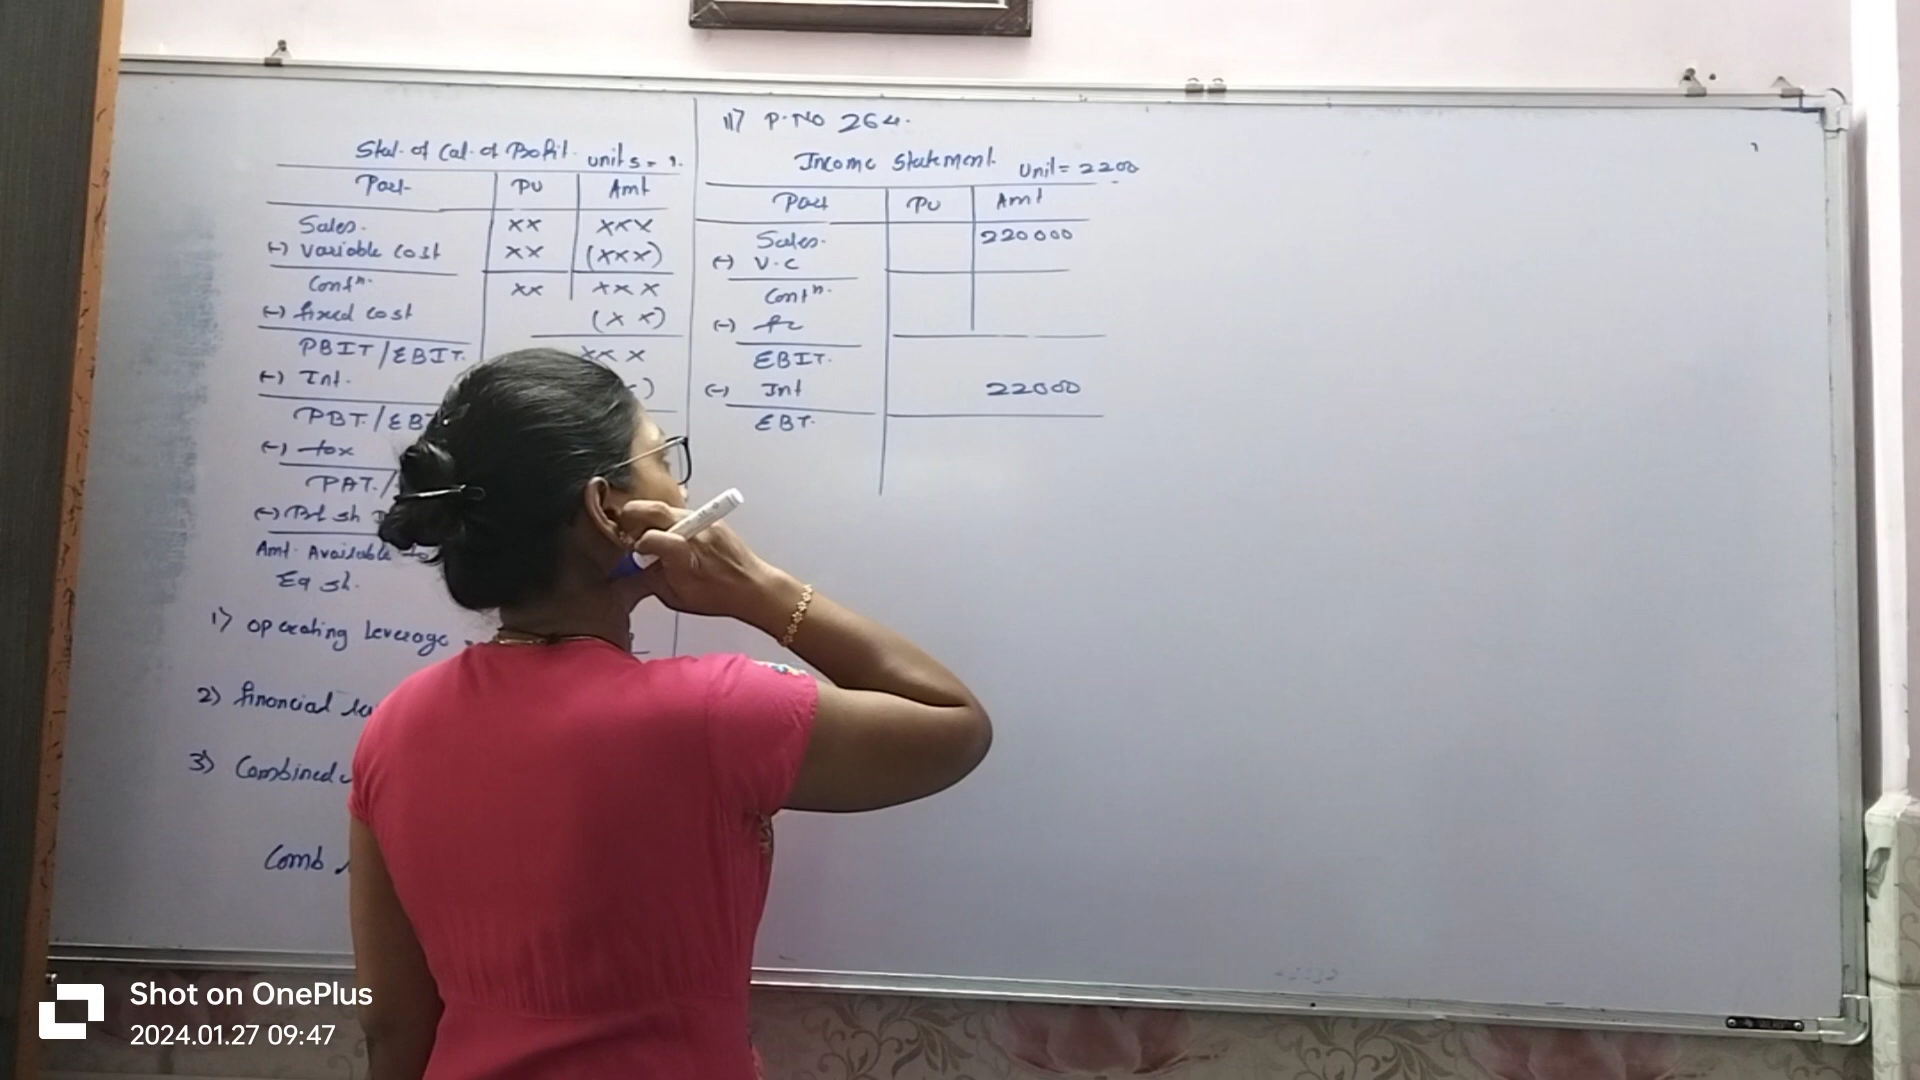 Stat. of Cal. of Profit. units = 1.
Part PU Amt
Sales. xx xxx
(-) Variable cost xx (xxx)
Contn. xx xxx
(-) fixed cost (xx)
PBIT/EBIT. xxx
(-) Int. )
PBT./EBT
(-) tax
PAT./
(-) Prf sh
Amt. Available to
Eq sh.
1) operating Leverage =
2) financial
3) Combined
Comb
11) P.No 264.
Income Statement Unit = 2200
Part PU Amt
Sales. 220000
(-) V.C
Contn.
(-) fc
EBIT.
(-) Int 22000
EBT.
Shot on OnePlus
2024.01.27 09:47